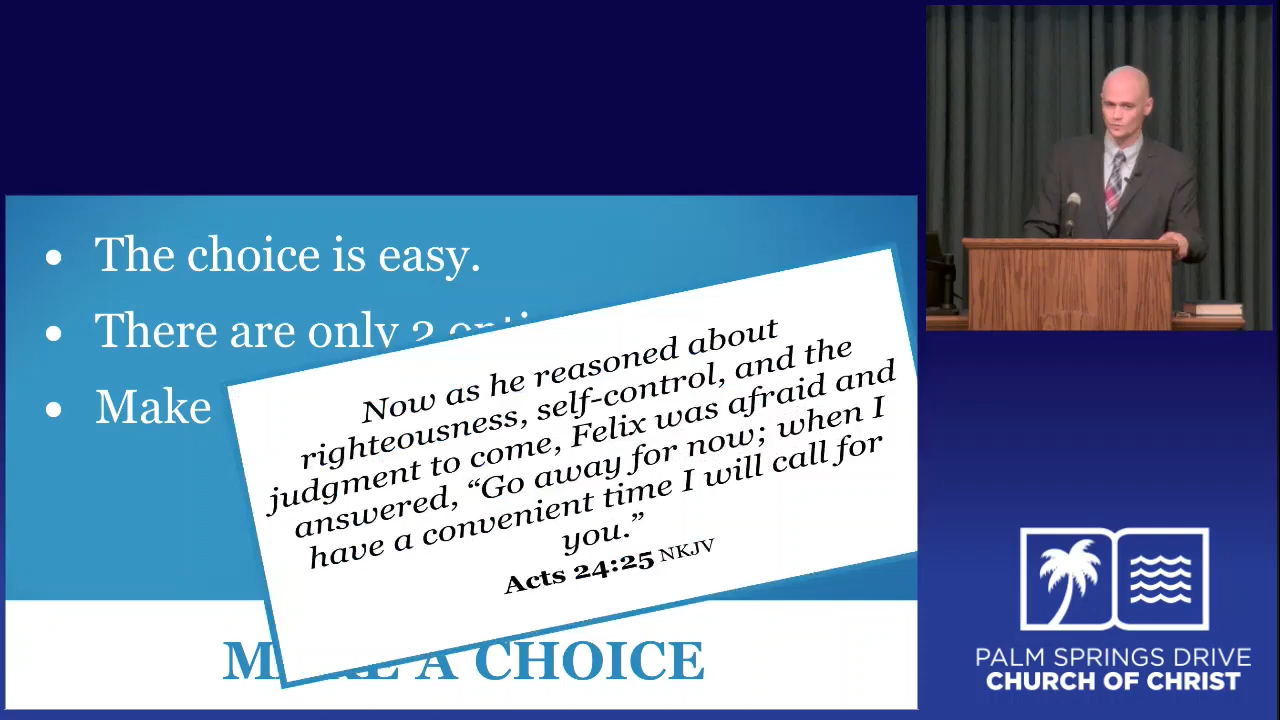 The choice is easy.
There are only 2
Make
Now as he reasoned about
righteousness, self-control, and the
judgment to come, Felix was afraid and
answered, “Go away for now; when I
have a convenient time I will call for
you.”
Acts 24:25 NKJV
A CHOICE
PALM SPRINGS DRIVE
CHURCH OF CHRIST